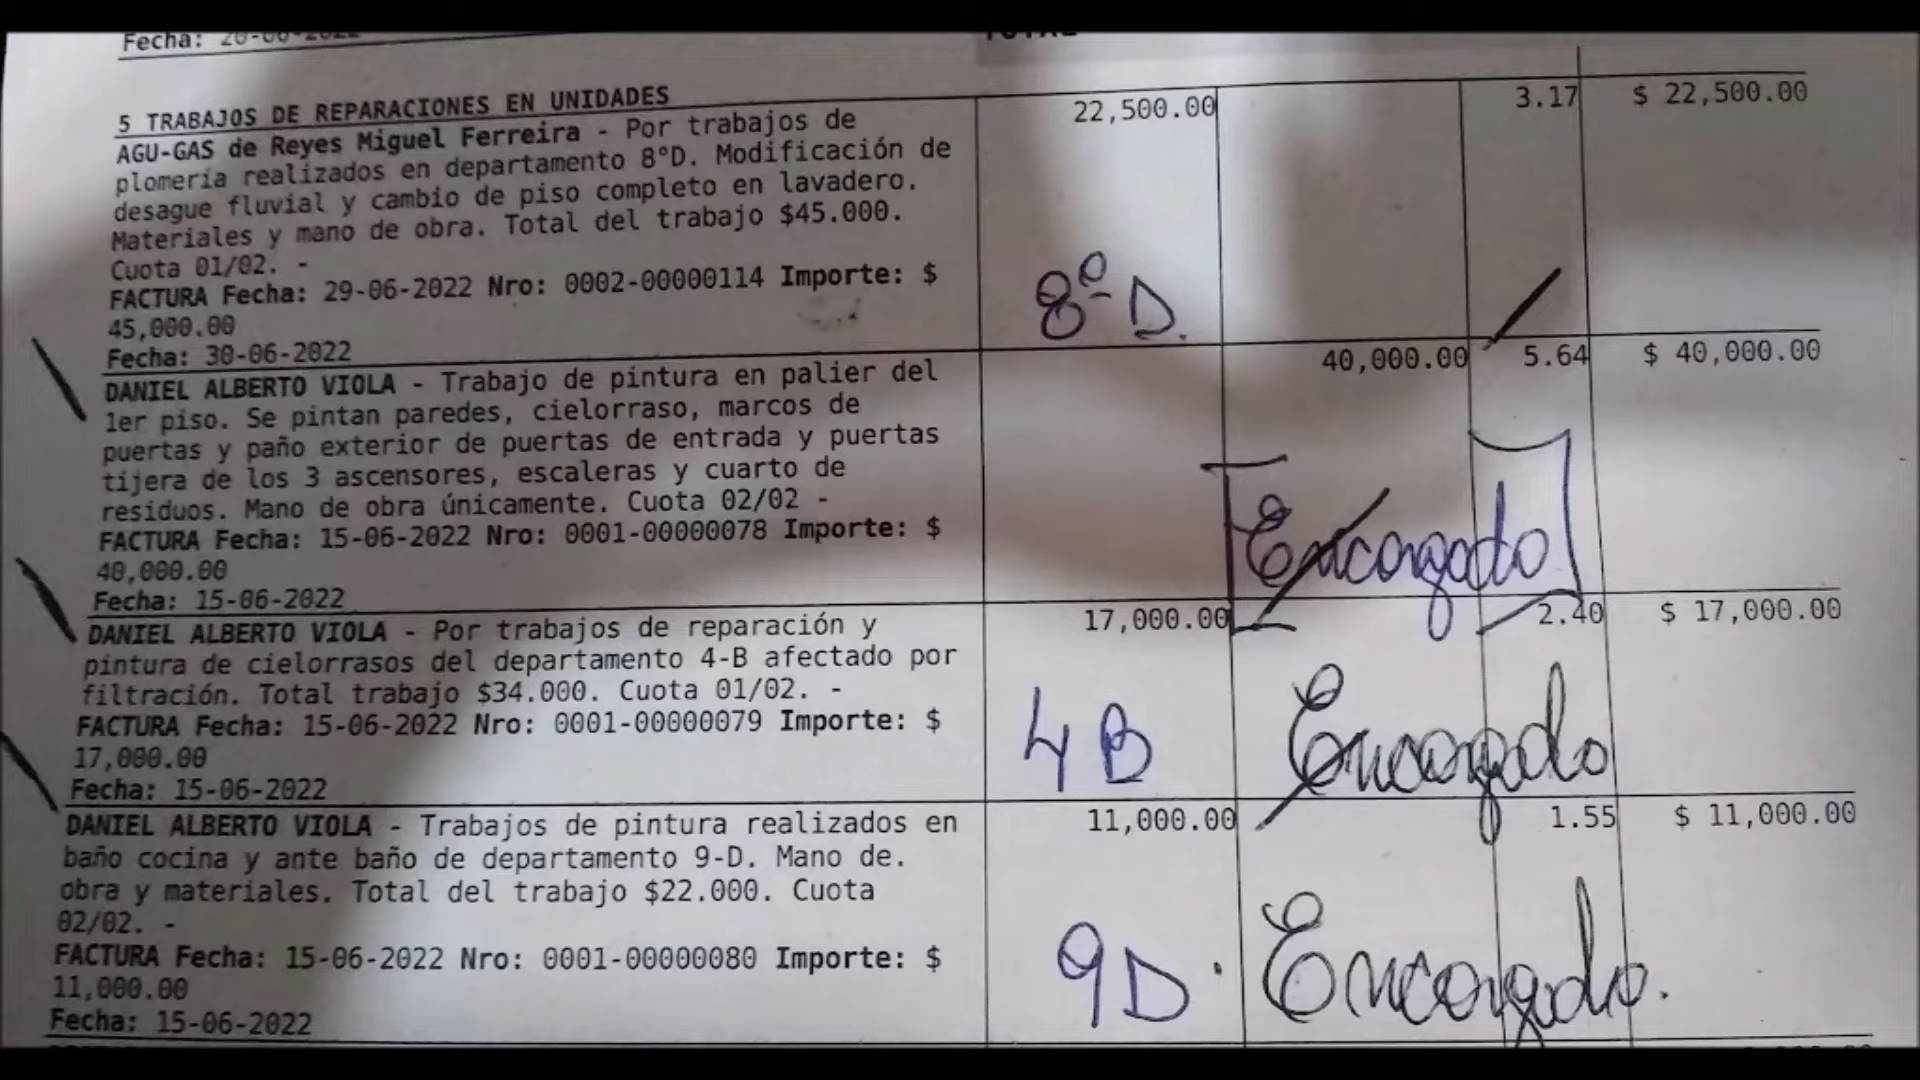 Fecha: 20-06-2022
TOTAL
5 TRABAJOS DE REPARACIONES EN UNIDADES
AGU-GAS de Reyes Miguel Ferreira - Por trabajos de
plomería realizados en departamento 8°D. Modificación de
desague fluvial y cambio de piso completo en lavadero.
Materiales y mano de obra. Total del trabajo $45.000.
Cuota 01/02. -
FACTURA Fecha: 29-06-2022 Nro: 0002-00000114 Importe: $
45,000.00
Fecha: 30-06-2022
22,500.00 3.17 $ 22,500.00
8º D.
DANIEL ALBERTO VIOLA - Trabajo de pintura en palier del
1er piso. Se pintan paredes, cielorraso, marcos de
puertas y paño exterior de puertas de entrada y puertas
tijera de los 3 ascensores, escaleras y cuarto de
residuos. Mano de obra únicamente. Cuota 02/02 -
FACTURA Fecha: 15-06-2022 Nro: 0001-00000078 Importe: $
40,000.00
Fecha: 15-06-2022
40,000.00 5.64 $ 40,000.00
Encargado
DANIEL ALBERTO VIOLA - Por trabajos de reparación y
pintura de cielorrasos del departamento 4-B afectado por
filtración. Total trabajo $34.000. Cuota 01/02. -
FACTURA Fecha: 15-06-2022 Nro: 0001-00000079 Importe: $
17,000.00
Fecha: 15-06-2022
17,000.00 2.40 $ 17,000.00
4 B Encargado
DANIEL ALBERTO VIOLA - Trabajos de pintura realizados en
baño cocina y ante baño de departamento 9-D. Mano de.
obra y materiales. Total del trabajo $22.000. Cuota
02/02. -
FACTURA Fecha: 15-06-2022 Nro: 0001-00000080 Importe: $
11,000.00
Fecha: 15-06-2022
11,000.00 1.55 $ 11,000.00
9D. Encargado.